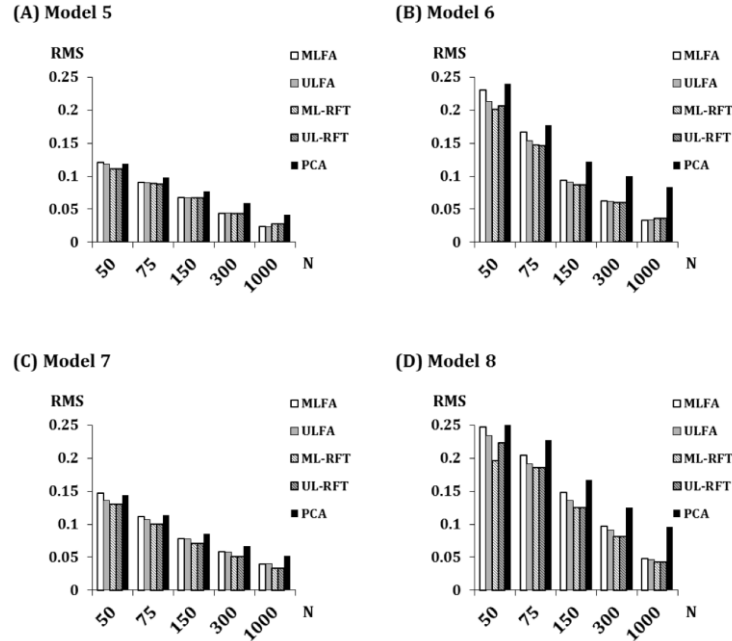 (A) Model 5
RMS
0.25
0.2
0.15
0.1
0.05
0
50
75
150
300
1000
N
MLFA
ULFA
ML-RFT
UL-RFT
PCA
(B) Model 6
RMS
0.25
0.2
0.15
0.1
0.05
0
50
75
150
300
1000
N
MLFA
ULFA
ML-RFT
UL-RFT
PCA
(C) Model 7
RMS
0.25
0.2
0.15
0.1
0.05
0
50
75
150
300
1000
N
MLFA
ULFA
ML-RFT
UL-RFT
PCA
(D) Model 8
RMS
0.25
0.2
0.15
0.1
0.05
0
50
75
150
300
1000
N
MLFA
ULFA
ML-RFT
UL-RFT
PCA